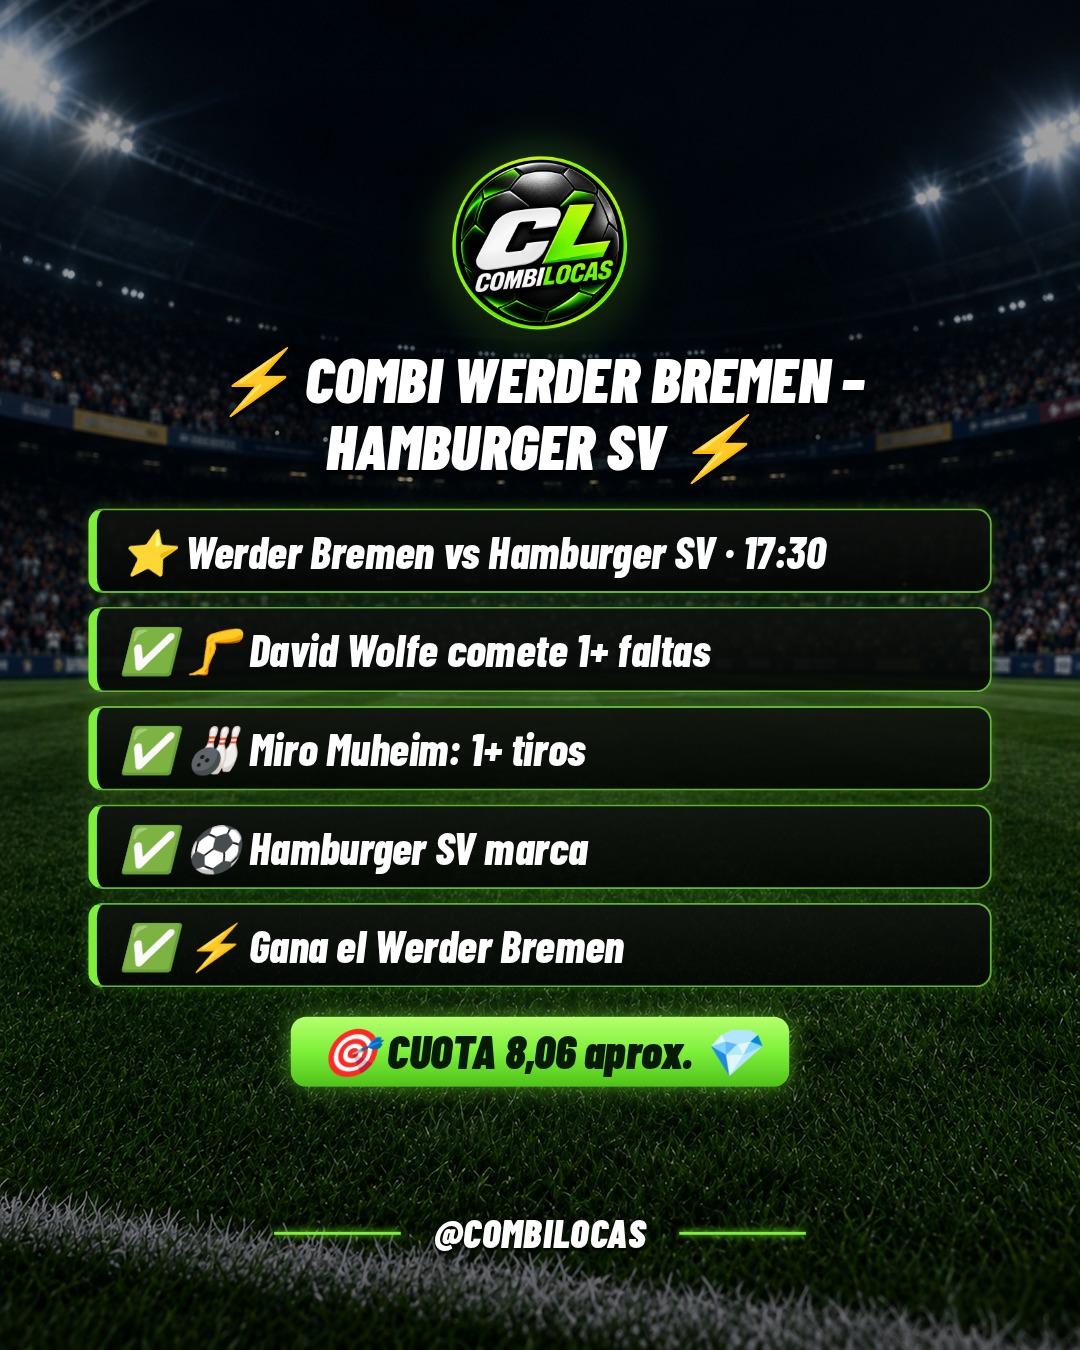 CL
COMBILOCAS
⚡ COMBI WERDER BREMEN -
HAMBURGER SV ⚡
⭐ Werder Bremen vs Hamburger SV · 17:30
✅ 🦵 David Wolfe comete 1+ faltas
✅ 🎳 Miro Muheim: 1+ tiros
✅ ⚽ Hamburger SV marca
✅ ⚡ Gana el Werder Bremen
🎯 CUOTA 8,06 aprox. 💎
@COMBILOCAS